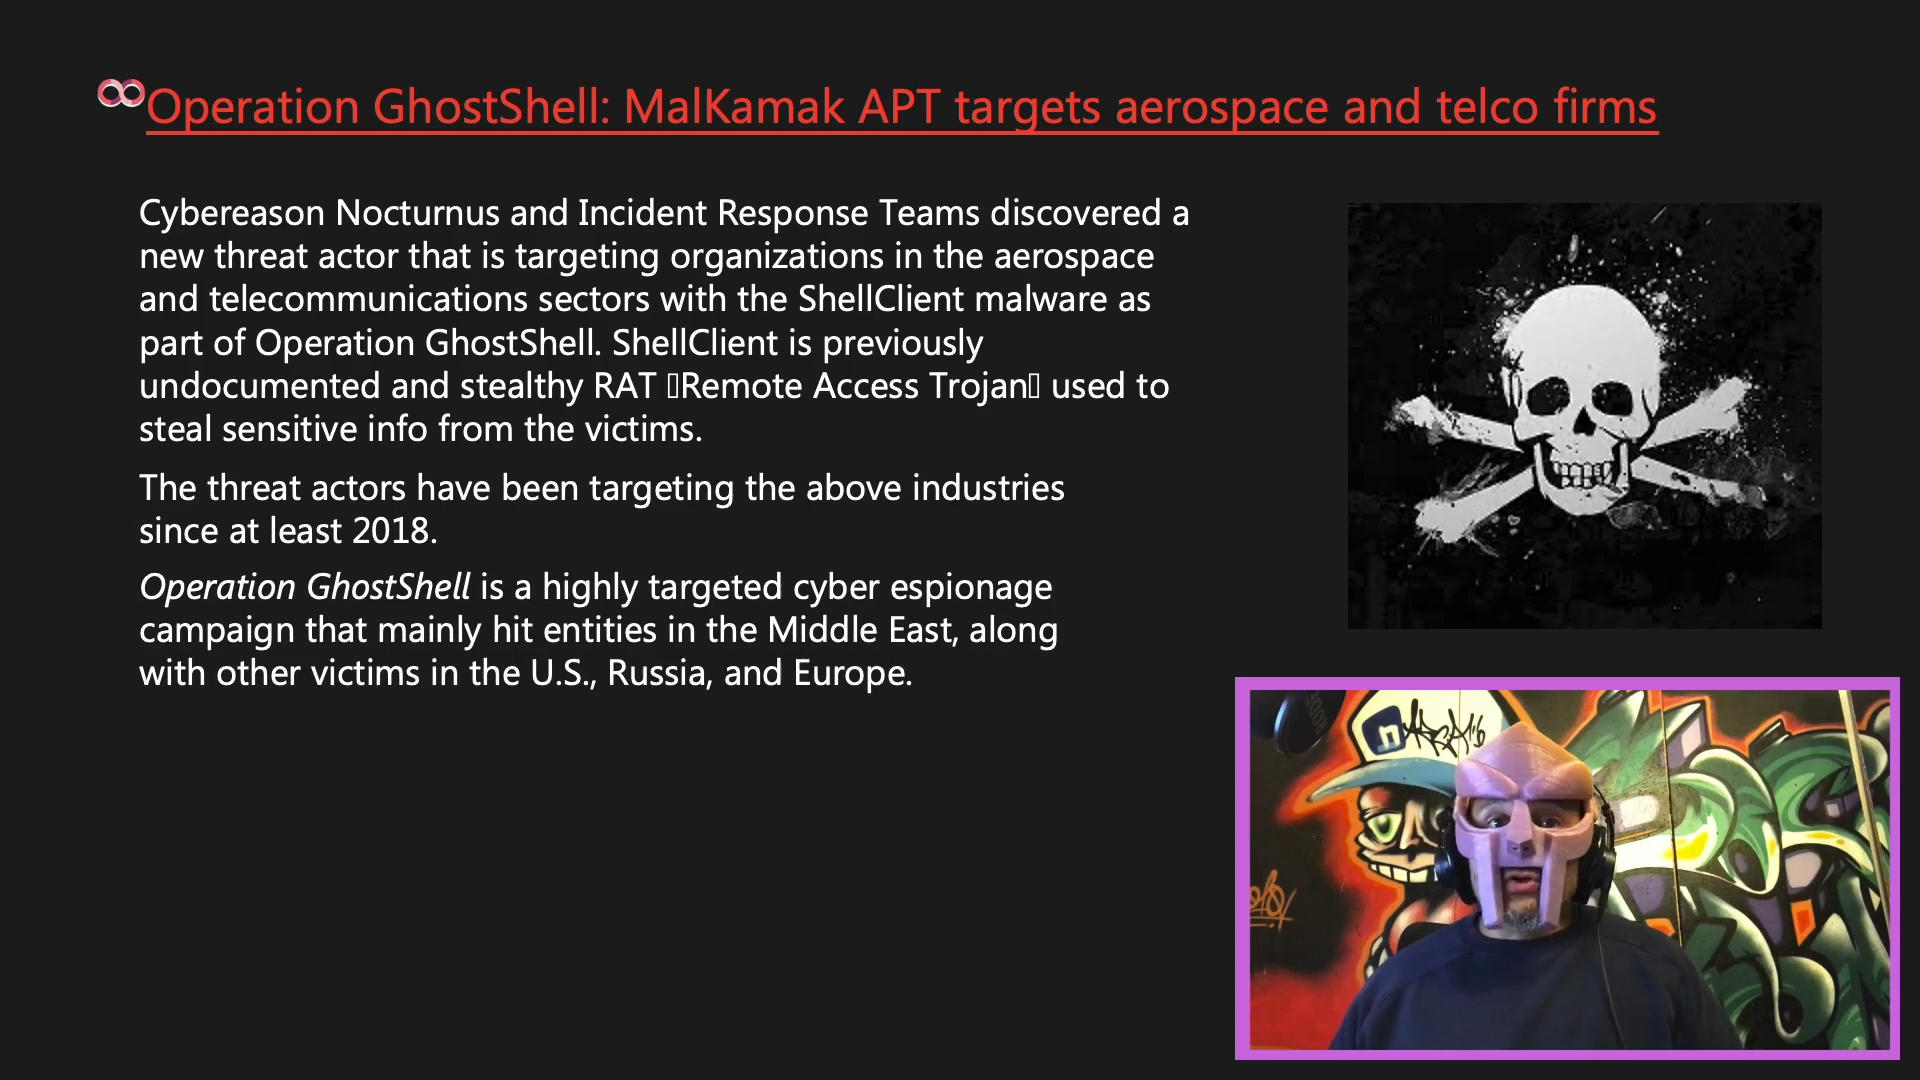 Operation GhostShell: MalKamak APT targets aerospace and telco firms
Cybereason Nocturnus and Incident Response Teams discovered a
new threat actor that is targeting organizations in the aerospace
and telecommunications sectors with the ShellClient malware as
part of Operation GhostShell. ShellClient is previously
undocumented and stealthy RAT ▯Remote Access Trojan▯ used to
steal sensitive info from the victims.
The threat actors have been targeting the above industries
since at least 2018.
Operation GhostShell is a highly targeted cyber espionage
campaign that mainly hit entities in the Middle East, along
with other victims in the U.S., Russia, and Europe.